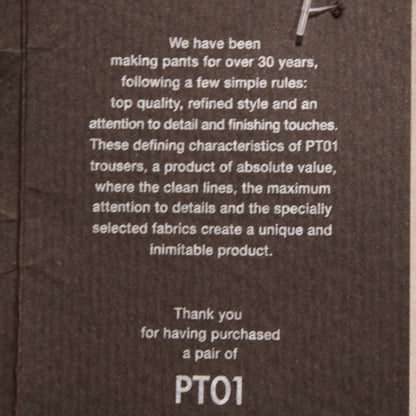 We have been
making pants for over 30 years,
following a few simple rules:
top quality, refined style and an
attention to detail and finishing touches.
These defining characteristics of PT01
trousers, a product of absolute value,
where the clean lines, the maximum
attention to details and the specially
selected fabrics create a unique and
inimitable product.
Thank you
for having purchased
a pair of
PT01